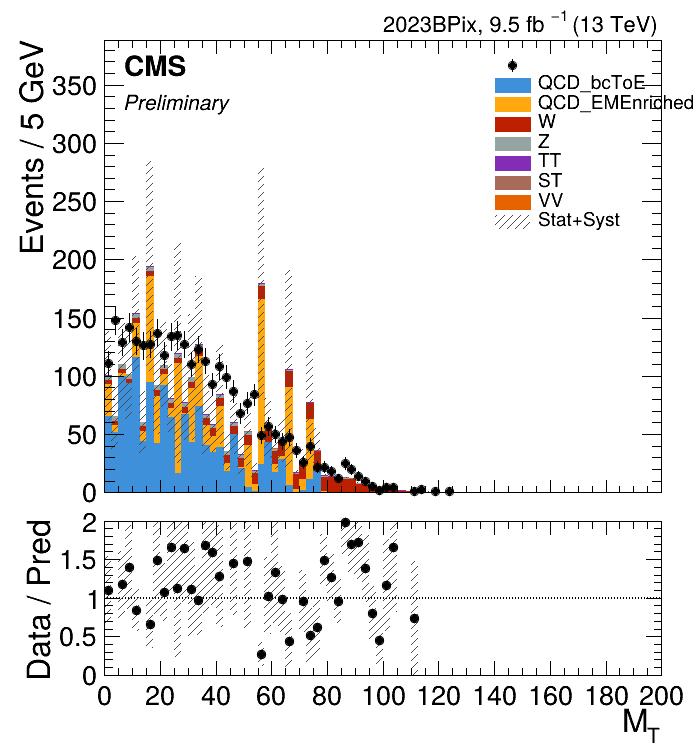 2023BPix, 9.5 fb⁻¹ (13 TeV)
CMS
Preliminary
QCD_bcToE
QCD_EMEnriched
W
Z
TT
ST
VV
Stat+Syst
Events / 5 GeV
350
300
250
200
150
100
50
0
Data / Pred
2
1.5
1
0.5
0
0 20 40 60 80 100 120 140 160 180 200
M_T